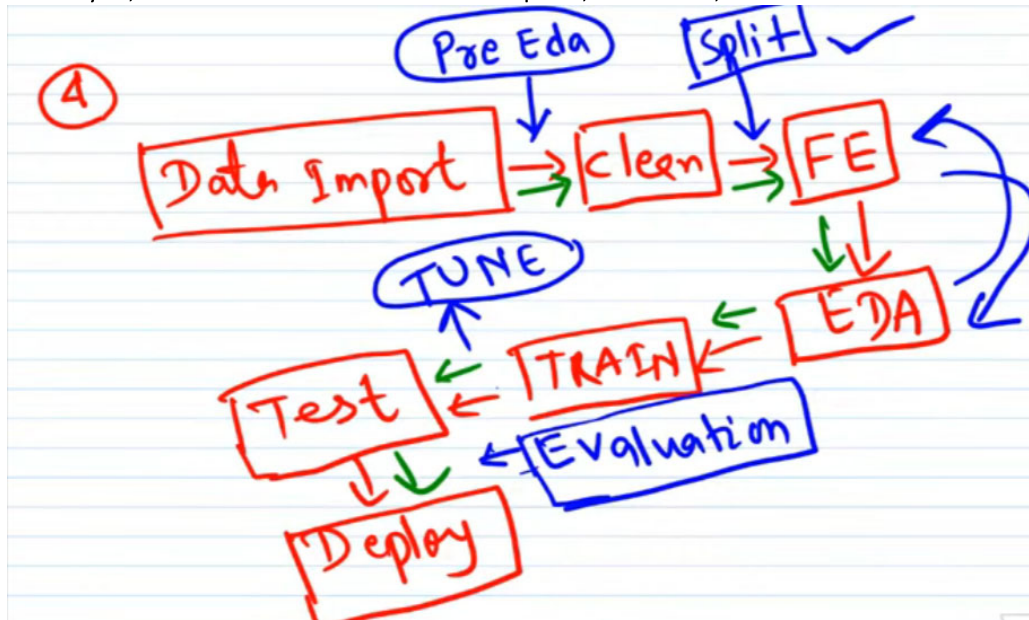 Pre Eda
Split
4
Data Import
Clean
FE
TUNE
EDA
TRAIN
Test
Evaluation
Deploy